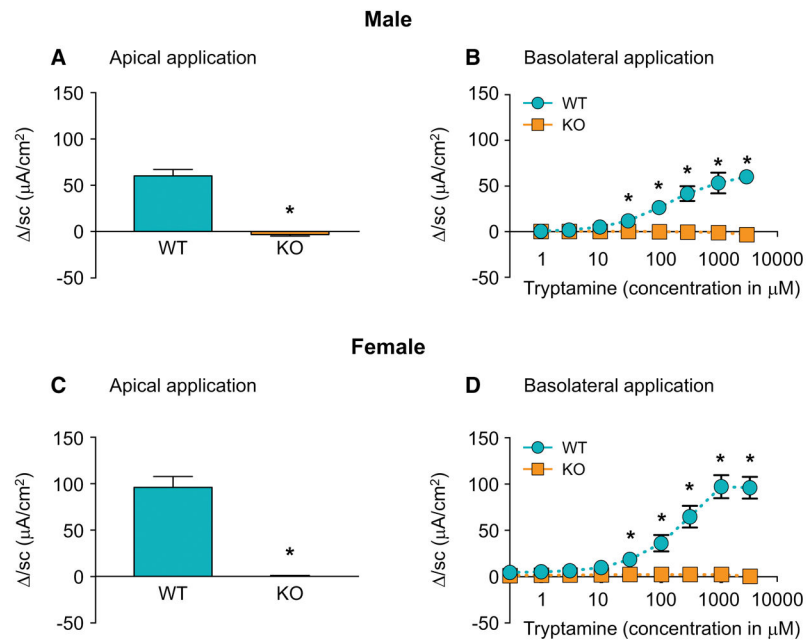 Male
A Apical application
150
100
50
0
-50
Δ/sc (μA/cm²)
WT KO
*
B Basolateral application
WT
KO
150
100
50
0
-50
Δ/sc (μA/cm²)
* * * * *
1 10 100 1000 10000
Tryptamine (concentration in μM)
Female
C Apical application
150
100
50
0
-50
Δ/sc (μA/cm²)
WT KO
*
D Basolateral application
WT
KO
150
100
50
0
-50
Δ/sc (μA/cm²)
* * * * *
1 10 100 1000 10000
Tryptamine (concentration in μM)